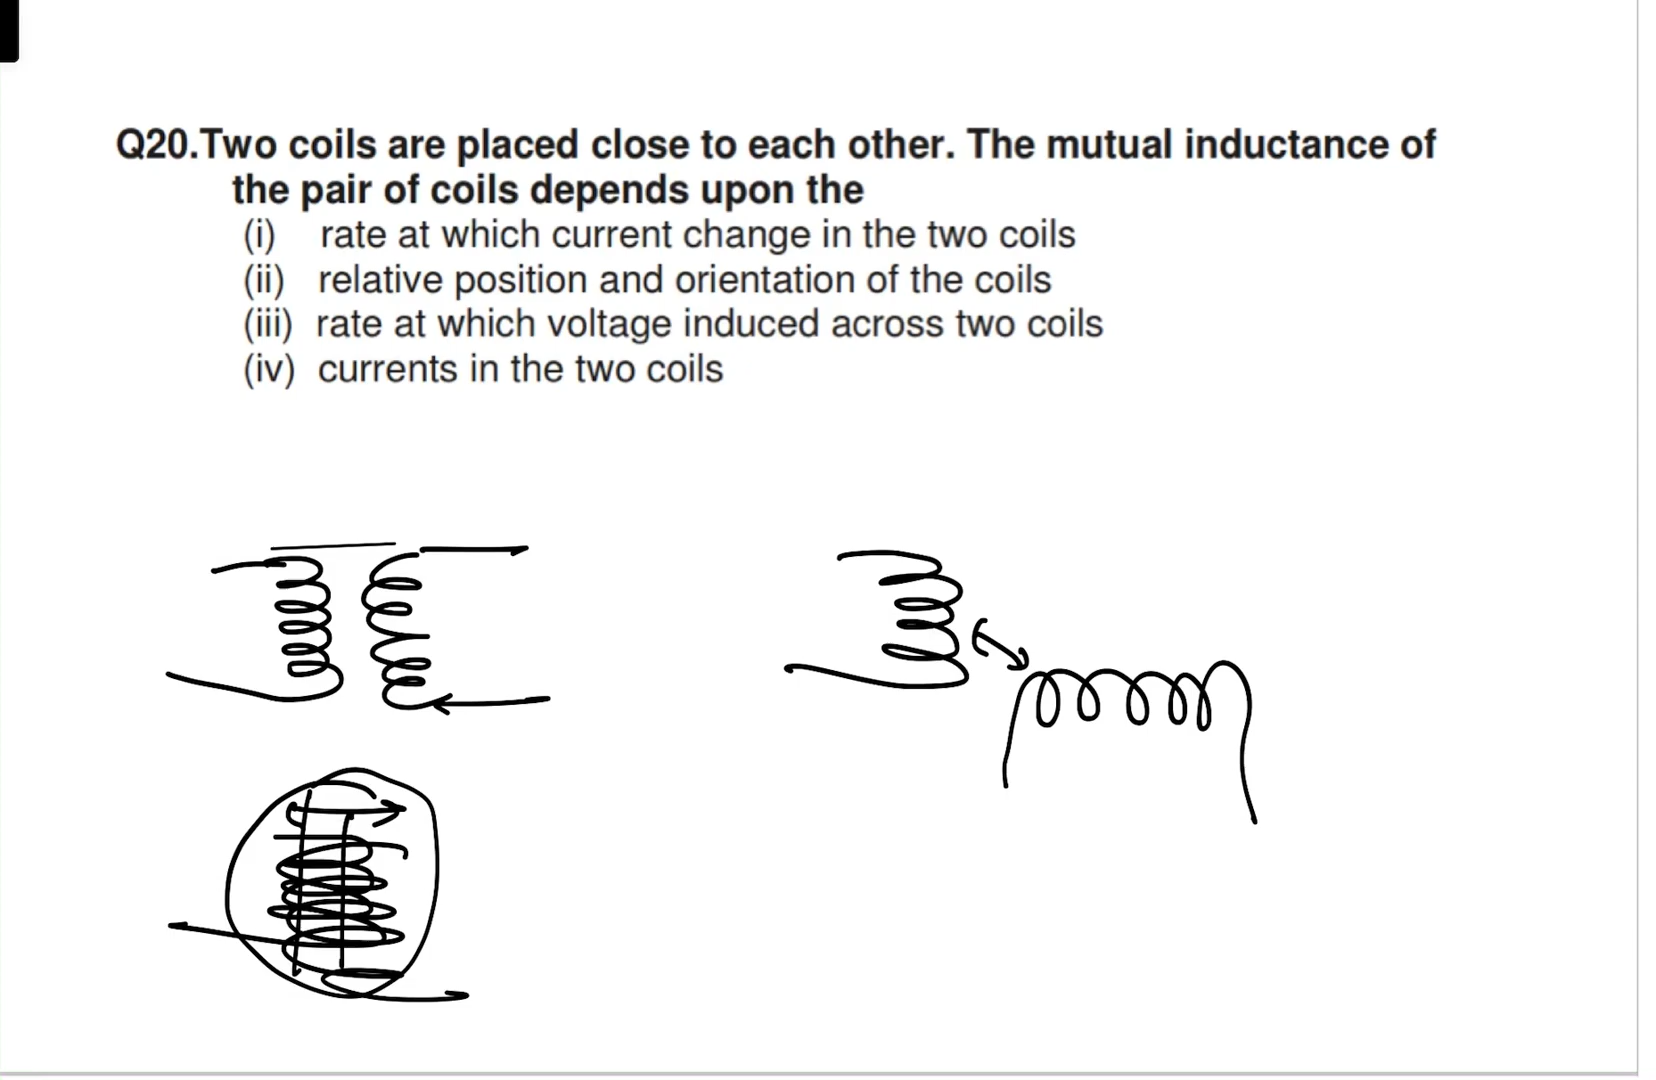 Q20.Two coils are placed close to each other. The mutual inductance of
the pair of coils depends upon the
(i) rate at which current change in the two coils
(ii) relative position and orientation of the coils
(iii) rate at which voltage induced across two coils
(iv) currents in the two coils